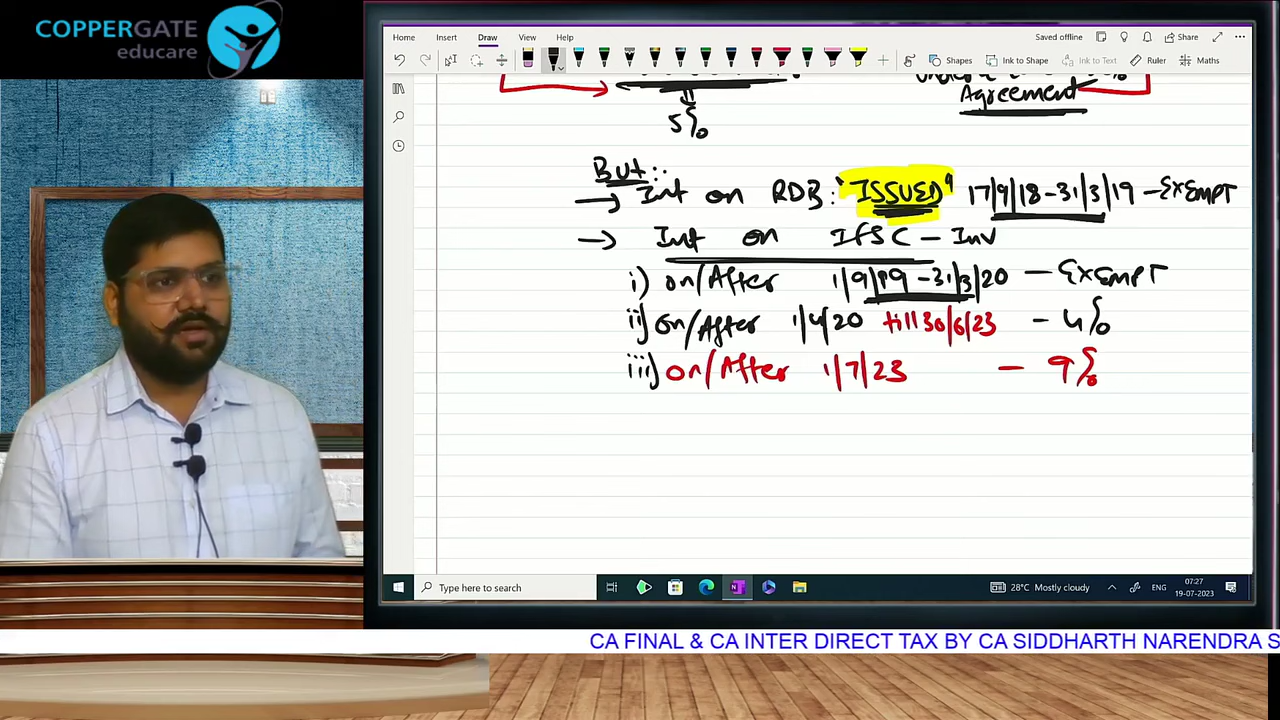 COPPERGATE
educare
Home Insert Draw View Help
Saved offline Share
Ink to Shape Ink to Text Shapes Ruler Maths
Agreement
5%
But:
→ Int on RDB: "ISSUED" 17/9/18-31/3/19 - Exempt
→ Int on IFSC - Inv
i) on/After 1/9/19-31/3/20 - Exempt
ii) on/After 1/4/20 till 30/6/23 - 4%
iii) on/After 1/7/23 - 9%
Type here to search
28°C Mostly cloudy
ENG
07:27
19-07-2023
CA FINAL & CA INTER DIRECT TAX BY CA SIDDHARTH NARENDRA S